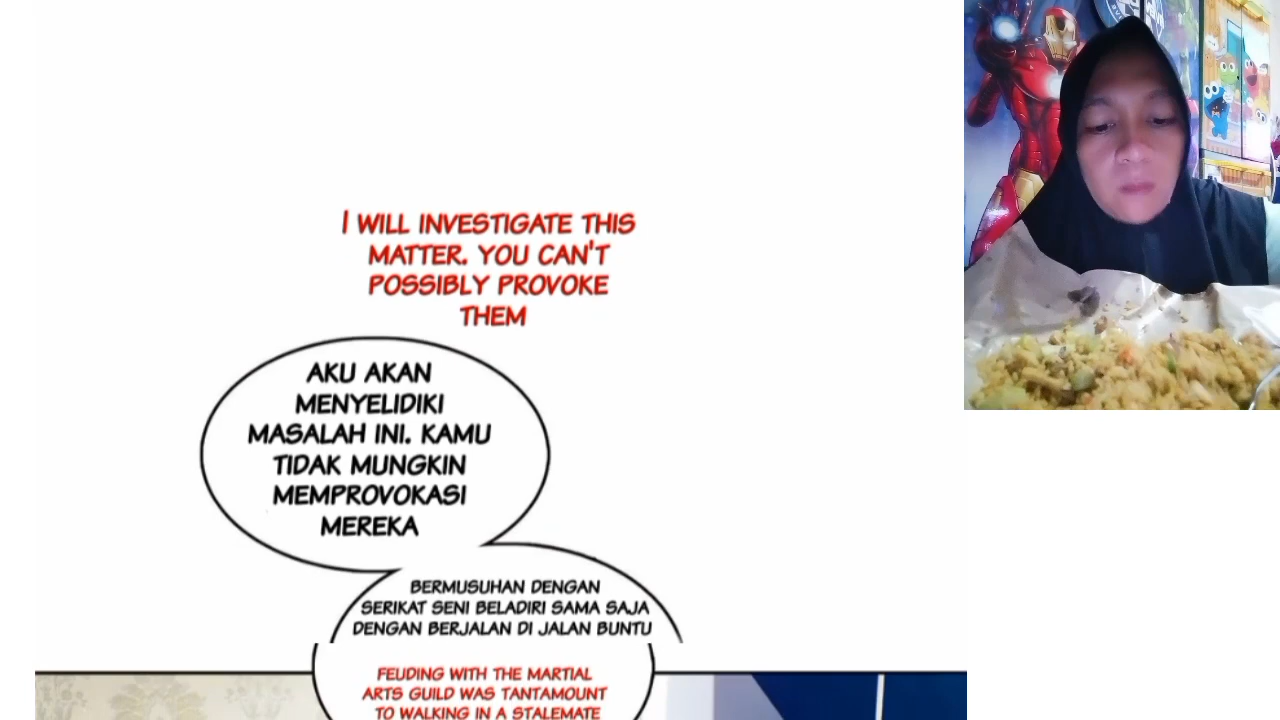 I WILL INVESTIGATE THIS
MATTER. YOU CAN'T
POSSIBLY PROVOKE
THEM
AKU AKAN
MENYELIDIKI
MASALAH INI. KAMU
TIDAK MUNGKIN
MEMPROVOKASI
MEREKA
BERMUSUHAN DENGAN
SERIKAT SENI BELADIRI SAMA SAJA
DENGAN BERJALAN DI JALAN BUNTU
FEUDING WITH THE MARTIAL
ARTS GUILD WAS TANTAMOUNT
TO WALKING IN A STALEMATE